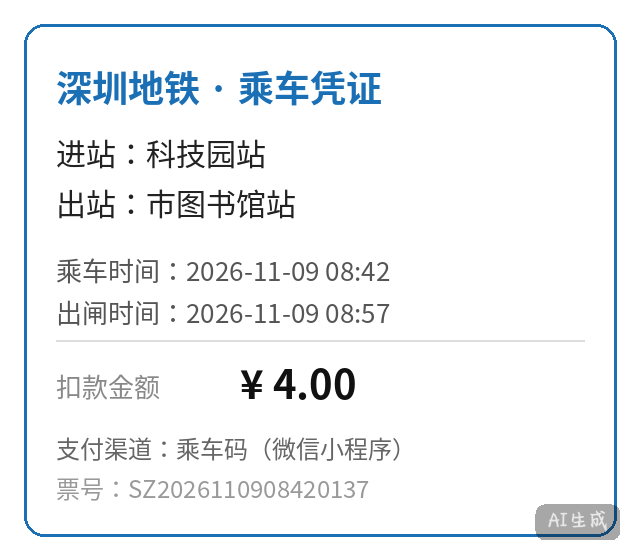 深圳地铁 · 乘车凭证
进站：科技园站
出站：市图书馆站
乘车时间：2026-11-09 08:42
出闸时间：2026-11-09 08:57
扣款金额 ¥ 4.00
支付渠道：乘车码（微信小程序）
票号：SZ2026110908420137
AI生成